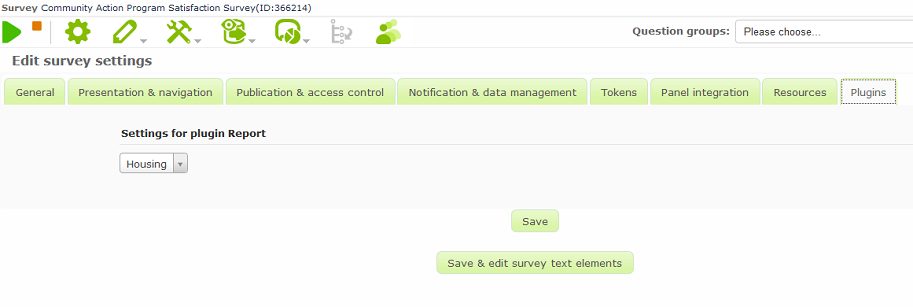 Survey Community Action Program Satisfaction Survey(ID:366214)
Question groups: Please choose...
Edit survey settings
General Presentation & navigation Publication & access control Notification & data management Tokens Panel integration Resources Plugins
Settings for plugin Report
Housing
Save
Save & edit survey text elements